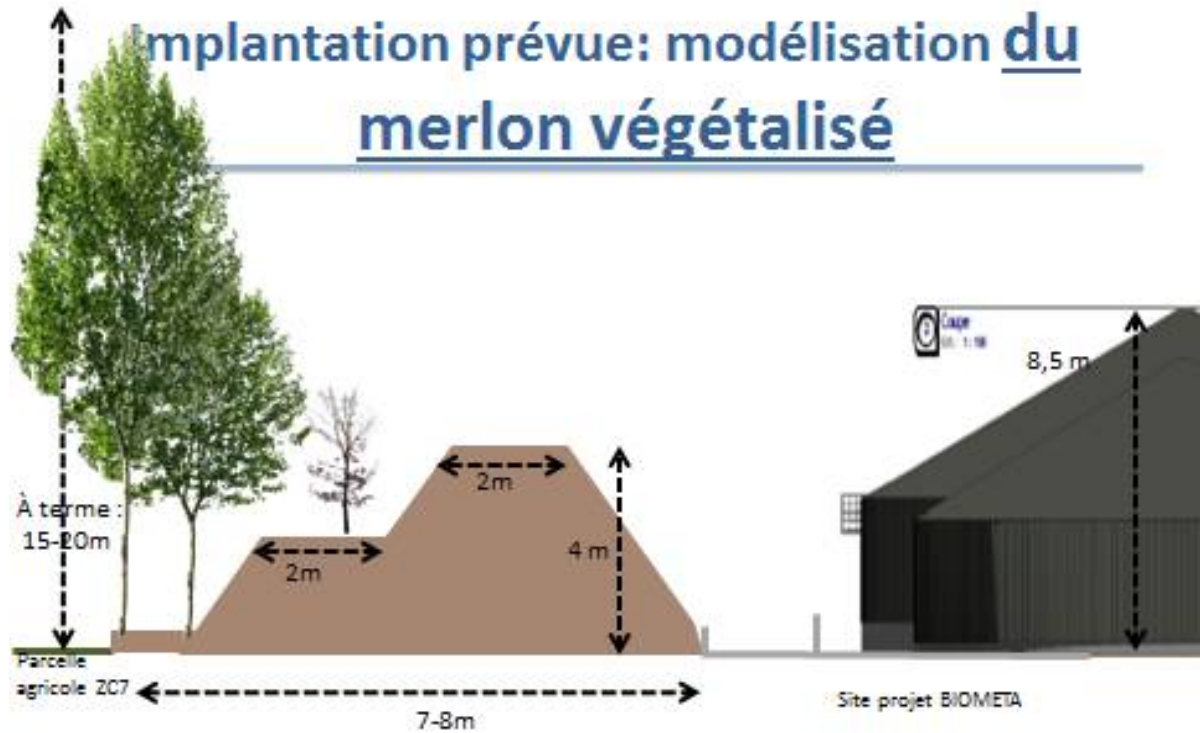 Implantation prévue: modélisation du
merlon végétalisé
Coupe
8,5 m
2m
À terme :
15-20m
4 m
2m
Parcelle
agricole ZC7
Site projet BIOMETA
7-8m